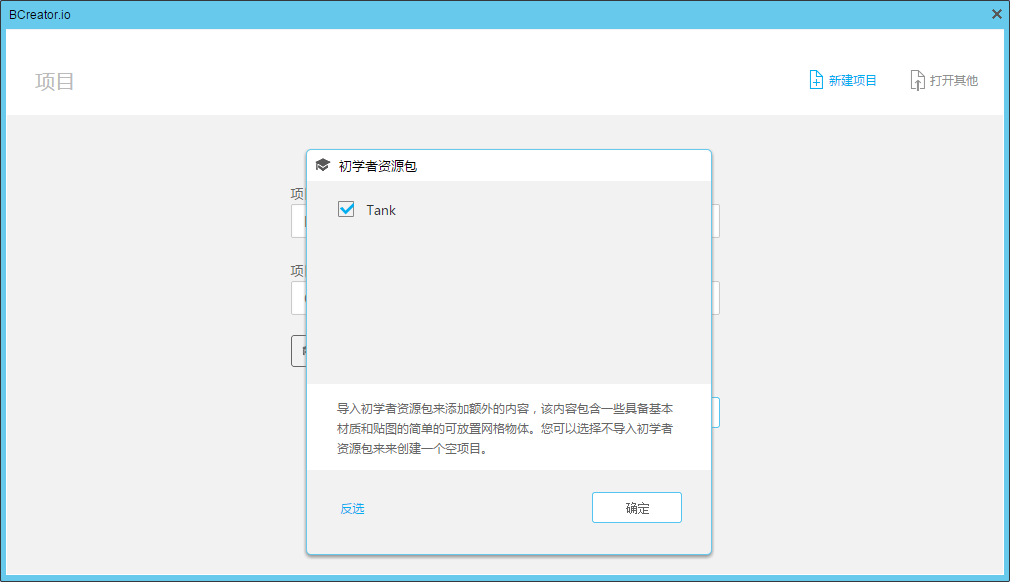 BCreator.io
项目
新建项目
打开其他
初学者资源包
项
Tank
项
导入初学者资源包来添加额外的内容，该内容包含一些具备基本
材质和贴图的简单的可放置网格物体。您可以选择不导入初学者
资源包来来创建一个空项目。
反选
确定